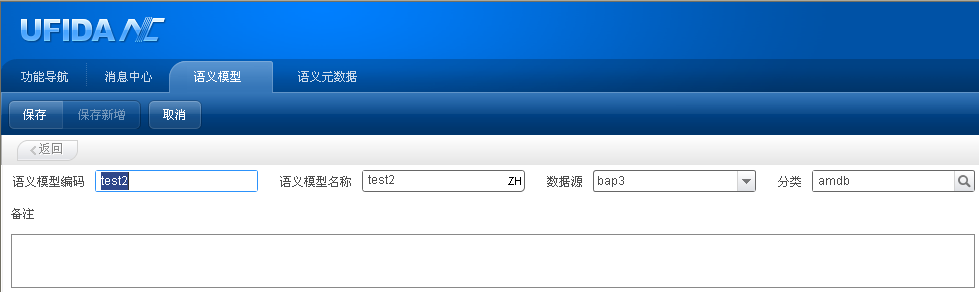 UFIDA NC
功能导航 消息中心 语义模型 语义元数据
保存 保存新增 取消
返回
语义模型编码 test2 语义模型名称 test2 ZH 数据源 bap3 分类 amdb
备注